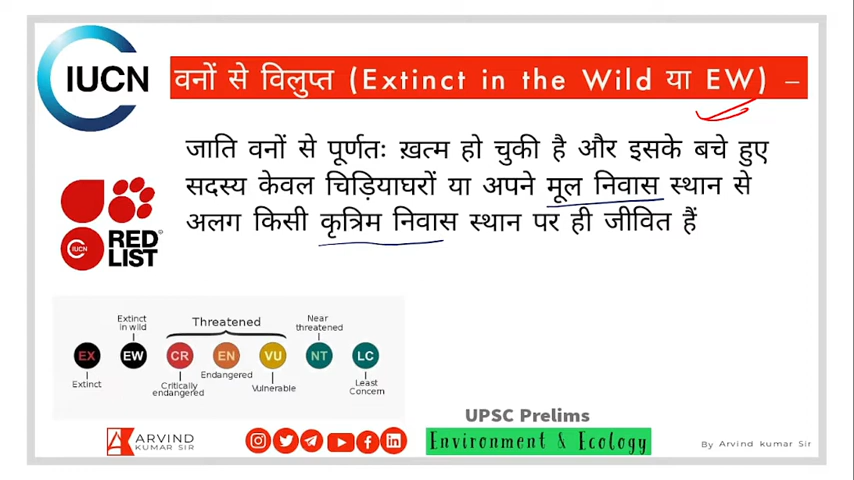 IUCN
वनों से विलुप्त (Extinct in the Wild या EW) –
जाति वनों से पूर्णतः ख़त्म हो चुकी है और इसके बचे हुए
सदस्य केवल चिड़ियाघरों या अपने मूल निवास स्थान से
अलग किसी कृत्रिम निवास स्थान पर ही जीवित हैं
IUCN
RED
LIST
Extinct
in wild
Threatened
Near
threatened
EX EW CR EN VU NT LC
Extinct
Critically
endangered
Endangered
Vulnerable
Least
Concern
UPSC Prelims
Environment & Ecology
ARVIND
KUMAR SIR
By Arvind kumar Sir